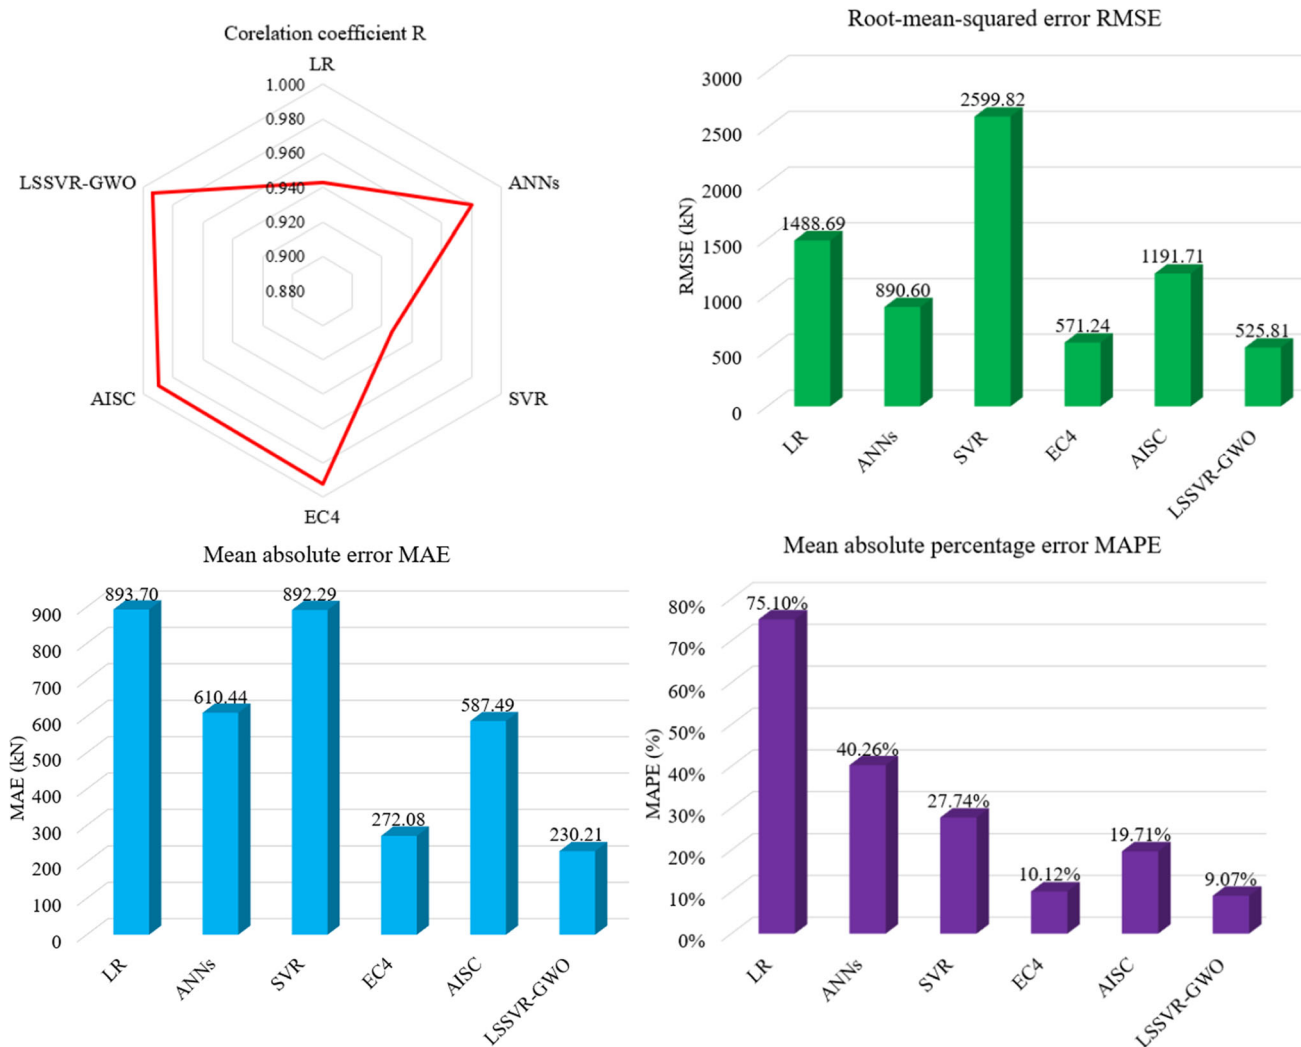 Corelation coefficient R
LR
1.000
0.980
0.960
0.940
0.920
0.900
0.880
LSSVR-GWO
ANNs
AISC
SVR
EC4
Root-mean-squared error RMSE
RMSE (kN)
3000
2500
2000
1500
1000
500
0
1488.69
890.60
2599.82
571.24
1191.71
525.81
LR
ANNs
SVR
EC4
AISC
LSSVR-GWO
Mean absolute error MAE
MAE (kN)
900
800
700
600
500
400
300
200
100
0
893.70
610.44
892.29
272.08
587.49
230.21
LR
ANNs
SVR
EC4
AISC
LSSVR-GWO
Mean absolute percentage error MAPE
MAPE (%)
80%
70%
60%
50%
40%
30%
20%
10%
0%
75.10%
40.26%
27.74%
10.12%
19.71%
9.07%
LR
ANNs
SVR
EC4
AISC
LSSVR-GWO